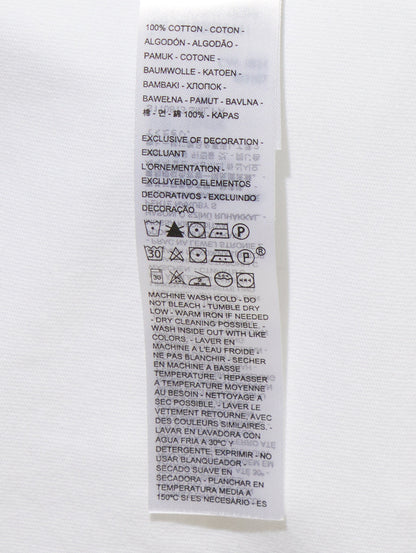 100% COTTON - COTON -
ALGODÓN - ALGODÃO -
PAMUK - COTONE -
BAUMWOLLE - KATOEN -
BAMBAKI - ХЛОПОК -
BAWEŁNA - PAMUT - BAVLNA -
棉 - 면 - 綿 100% - KAPAS
EXCLUSIVE OF DECORATION -
EXCLUANT
L'ORNEMENTATION -
EXCLUYENDO ELEMENTOS
DECORATIVOS - EXCLUINDO
DECORAÇÃO
P
30 P ®
30
MACHINE WASH COLD - DO
NOT BLEACH - TUMBLE DRY
LOW - WARM IRON IF NEEDED
- DRY CLEANING POSSIBLE. -
WASH INSIDE OUT WITH LIKE
COLORS. - LAVER EN
MACHINE A L'EAU FROIDE -
NE PAS BLANCHIR - SECHER
EN MACHINE A BASSE
TEMPERATURE. - REPASSER
A TEMPERATURE MOYENNE
AU BESOIN - NETTOYAGE A
SEC POSSIBLE. - LAVER LE
VETEMENT RETOURNE, AVEC
DES COULEURS SIMILAIRES. -
LAVAR EN LAVADORA CON
AGUA FRIA A 30ºC Y
DETERGENTE, EXPRIMIR - NO
USAR BLANQUEADOR. -
SECADO SUAVE EN
SECADORA - PLANCHAR EN
TEMPERATURA MEDIA A
150ºC SI ES NECESARIO - ES